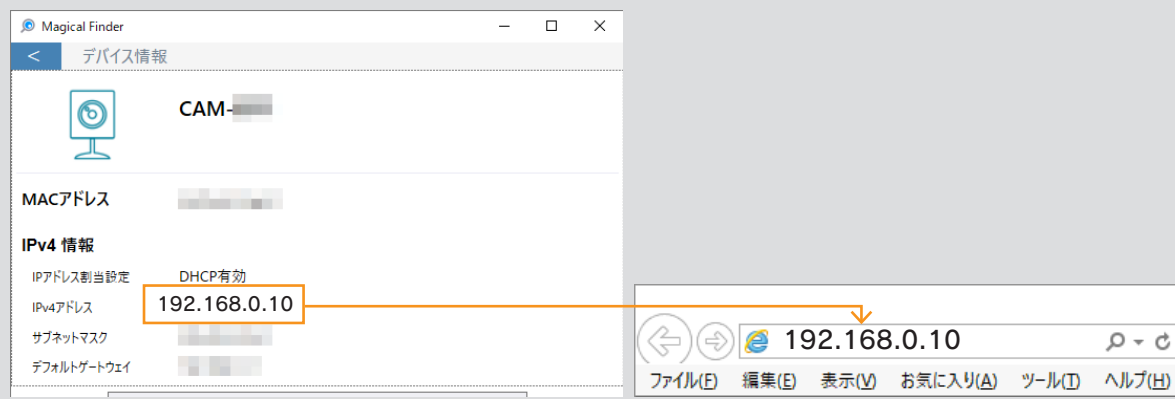 Magical Finder
< デバイス情報
CAM-
MACアドレス
IPv4 情報
IPアドレス割当設定 DHCP有効
IPv4アドレス 192.168.0.10
サブネットマスク
デフォルトゲートウェイ
192.168.0.10
ファイル(F) 編集(E) 表示(V) お気に入り(A) ツール(T) ヘルプ(H)